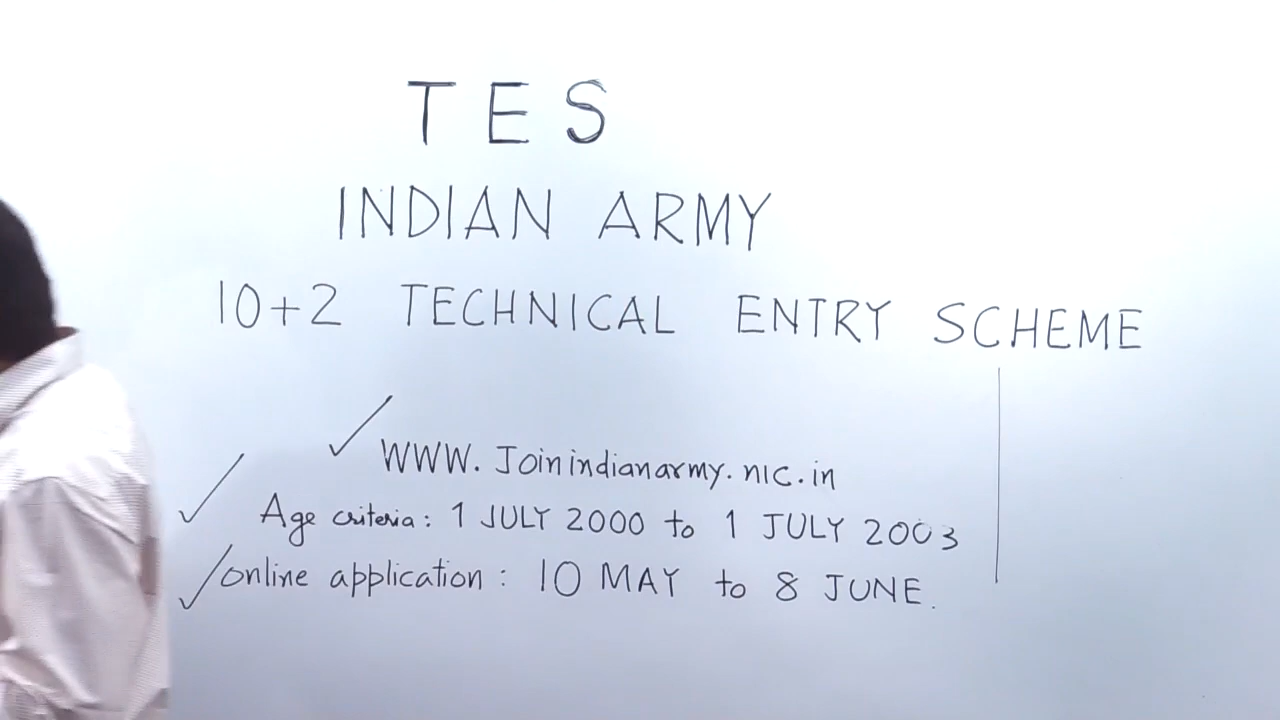 TES
INDIAN ARMY
10+2 TECHNICAL ENTRY SCHEME
WWW. Joinindianarmy.nic.in
Age criteria: 1 JULY 2000 to 1 JULY 2003
online application: 10 MAY to 8 JUNE.